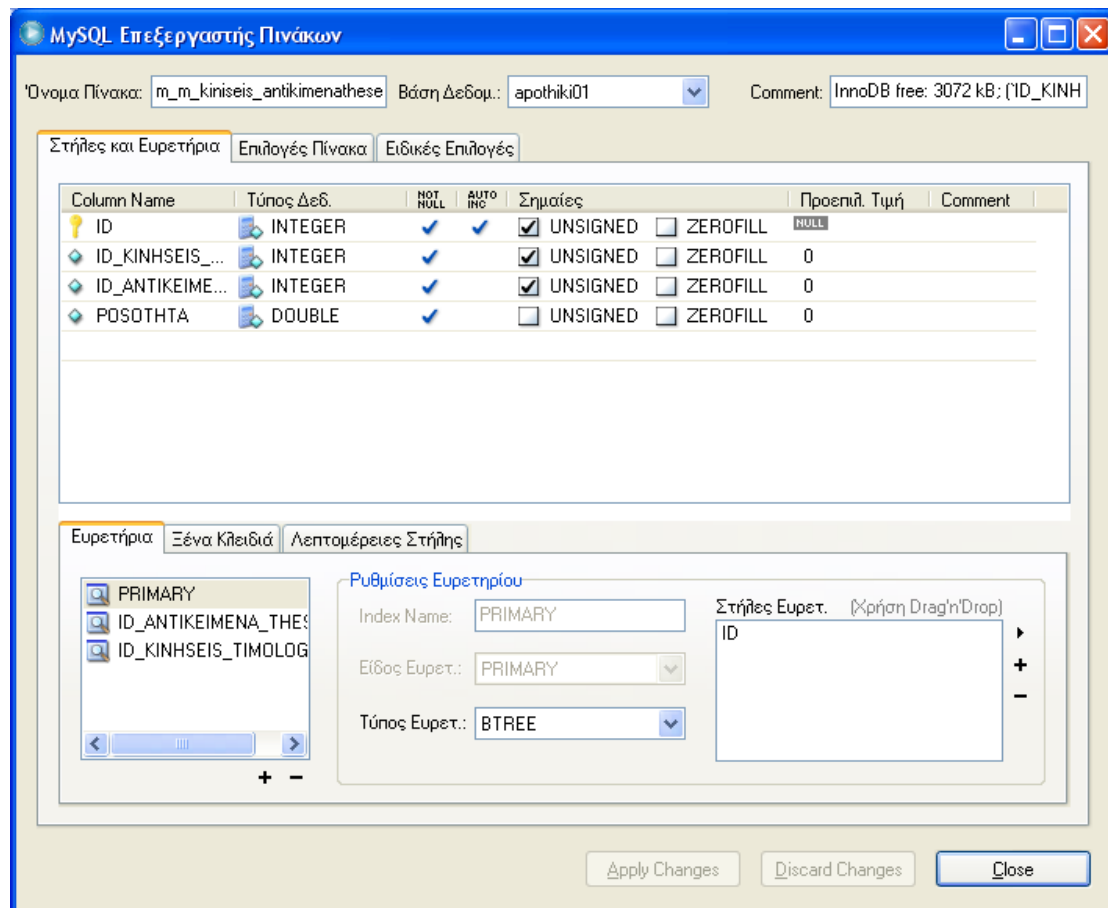 MySQL Επεξεργαστής Πινάκων
Όνομα Πίνακα: m_m_kiniseis_antikimenathese Βάση Δεδομ.: apothiki01 Comment: InnoDB free: 3072 kB; (`ID_KINH
Στήλες και Ευρετήρια Επιλογές Πίνακα Ειδικές Επιλογές
Column Name Τύπος Δεδ. NOT NULL AUTO INC Σημαίες Προεπιλ. Τιμή Comment
ID INTEGER UNSIGNED ZEROFILL NULL
ID_KINHSEIS_... INTEGER UNSIGNED ZEROFILL 0
ID_ANTIKEIME... INTEGER UNSIGNED ZEROFILL 0
POSOTHTA DOUBLE UNSIGNED ZEROFILL 0
Ευρετήρια Ξένα Κλειδιά Λεπτομέρειες Στήλης
PRIMARY
ID_ANTIKEIMENA_THES
ID_KINHSEIS_TIMOLOG
Ρυθμίσεις Ευρετηρίου
Index Name: PRIMARY
Είδος Ευρετ.: PRIMARY
Τύπος Ευρετ.: BTREE
Στήλες Ευρετ. (Χρήση Drag'n'Drop)
ID
Apply Changes Discard Changes Close